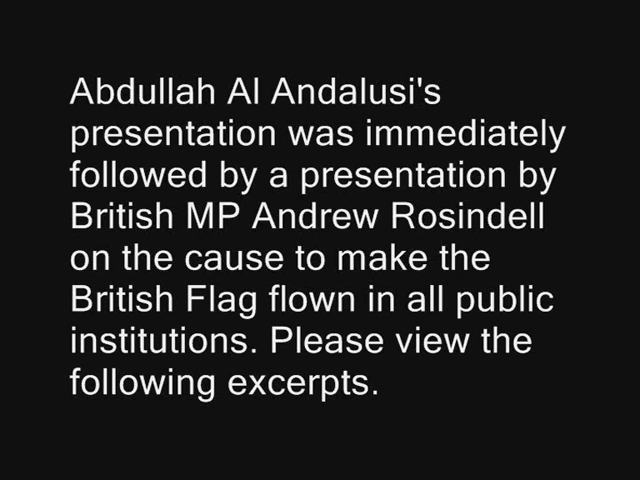 Abdullah Al Andalusi's
presentation was immediately
followed by a presentation by
British MP Andrew Rosindell
on the cause to make the
British Flag flown in all public
institutions. Please view the
following excerpts.